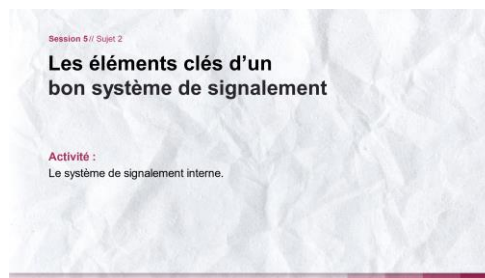 Session 5// Sujet 2
Les éléments clés d’un
bon système de signalement
Activité :
Le système de signalement interne.